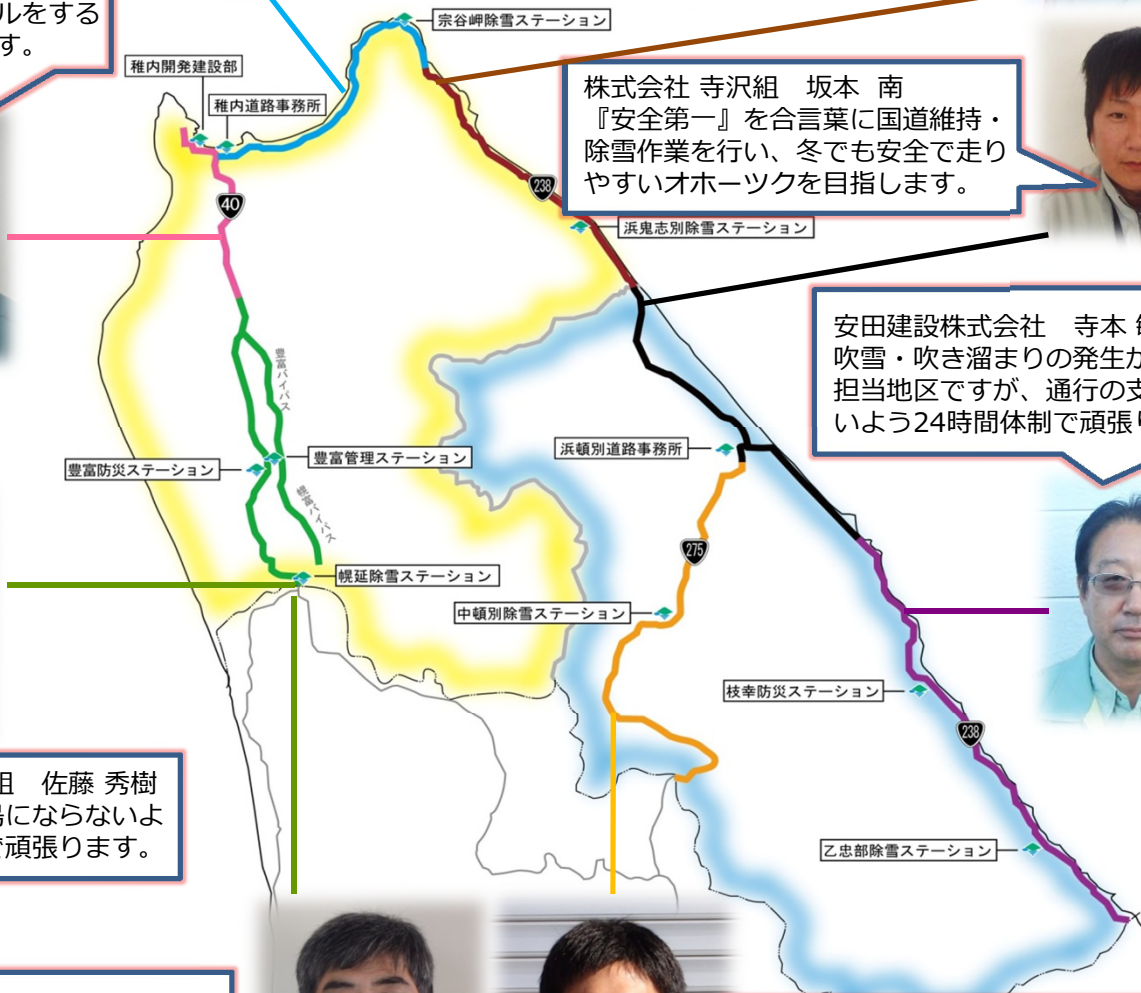 ルをする
す。
宗谷岬除雪ステーション
稚内開発建設部
稚内道路事務所
株式会社 寺沢組　坂本 南
『安全第一』を合言葉に国道維持・
除雪作業を行い、冬でも安全で走り
やすいオホーツクを目指します。
238
40
浜鬼志別除雪ステーション
安田建設株式会社　寺本
吹雪・吹き溜まりの発生が
担当地区ですが、通行の支
いよう24時間体制で頑張り
豊富バイパス
浜頓別道路事務所
豊富管理ステーション
豊富防災ステーション
幌富バイパス
275
幌延除雪ステーション
中頓別除雪ステーション
枝幸防災ステーション
238
組　佐藤 秀樹
にならないよ
で頑張ります。
乙忠部除雪ステーション